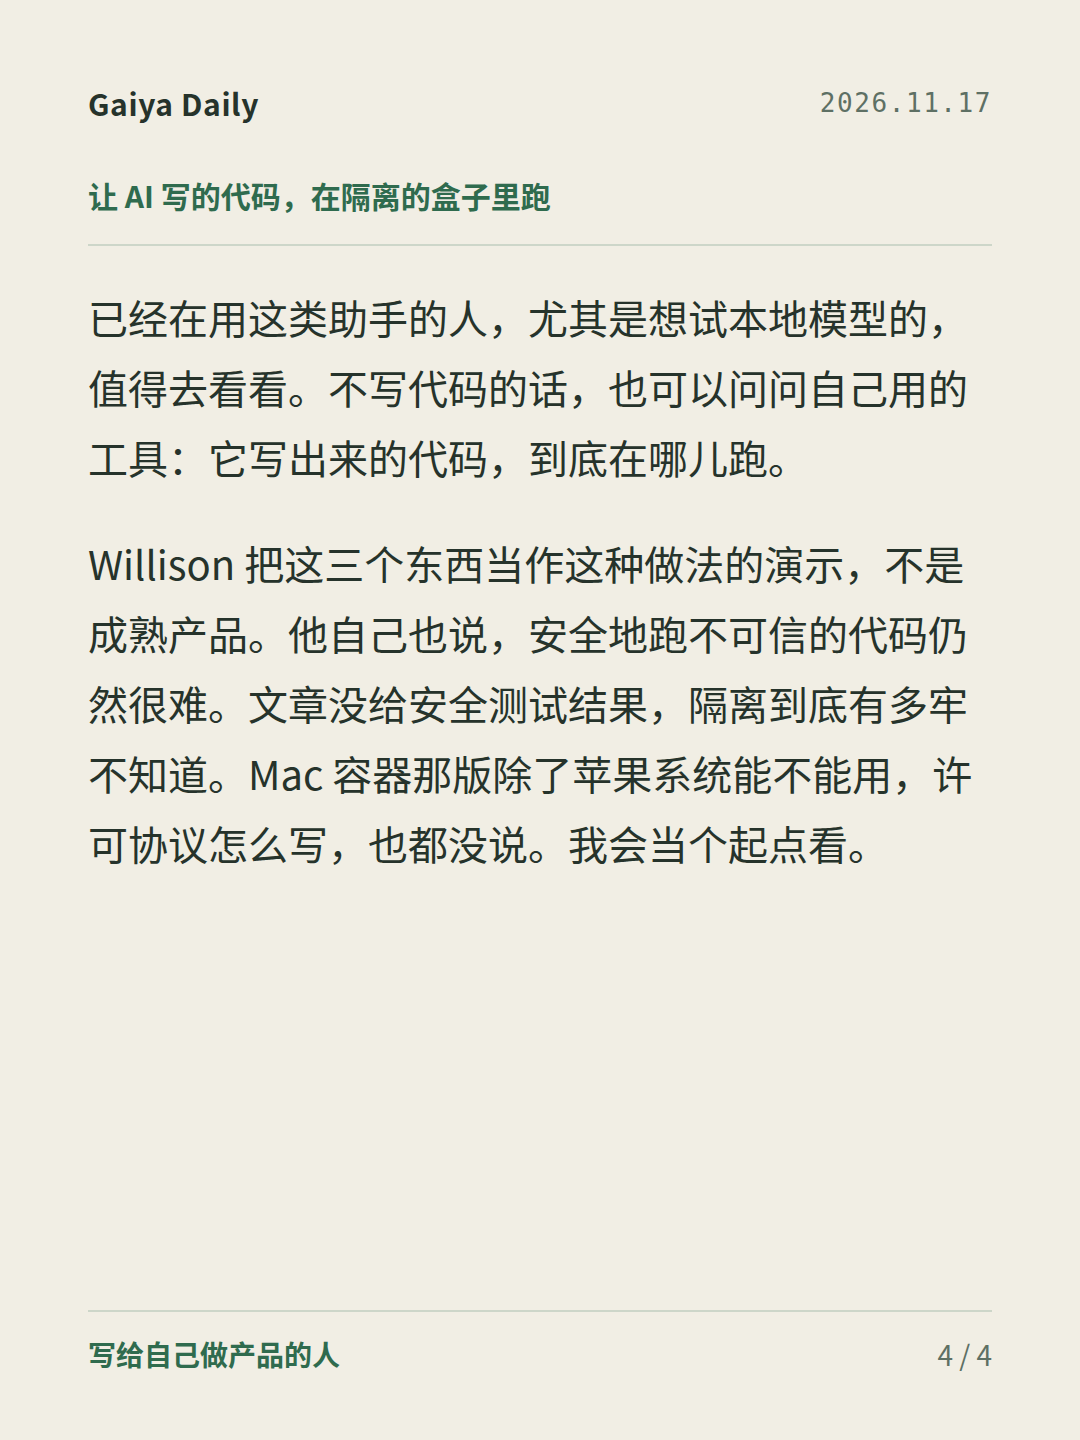 Gaiya Daily
2026.11.17
让 AI 写的代码，在隔离的盒子里跑
已经在用这类助手的人，尤其是想试本地模型的，
值得去看看。不写代码的话，也可以问问自己用的
工具：它写出来的代码，到底在哪儿跑。
Willison 把这三个东西当作这种做法的演示，不是
成熟产品。他自己也说，安全地跑不可信的代码仍
然很难。文章没给安全测试结果，隔离到底有多牢
不知道。Mac 容器那版除了苹果系统能不能用，许
可协议怎么写，也都没说。我会当个起点看。
写给自己做产品的人
4 / 4